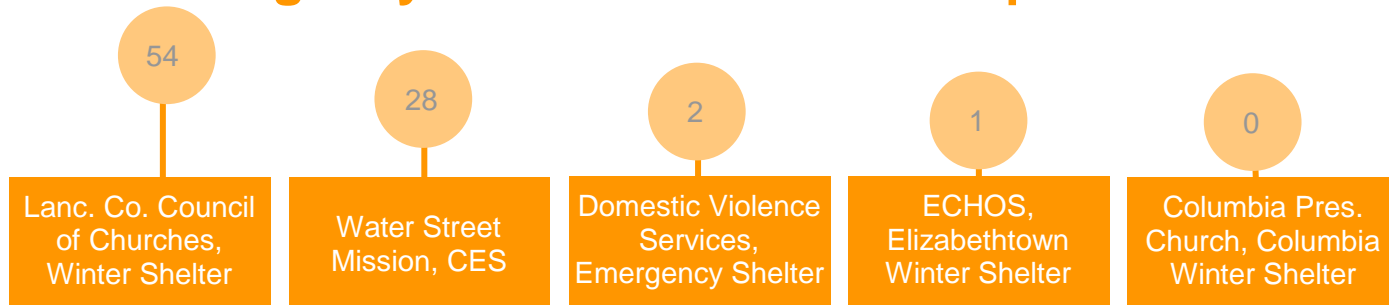 54
28
2
1
0
Lanc. Co. Council
of Churches,
Winter Shelter
Water Street
Mission, CES
Domestic Violence
Services,
Emergency Shelter
ECHOS,
Elizabethtown
Winter Shelter
Columbia Pres.
Church, Columbia
Winter Shelter